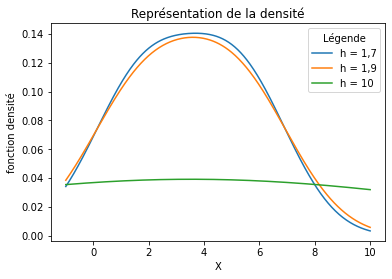 Représentation de la densité
Légende
h = 1,7
h = 1,9
h = 10
fonction densité
0.14
0.12
0.10
0.08
0.06
0.04
0.02
0.00
0 2 4 6 8 10
X